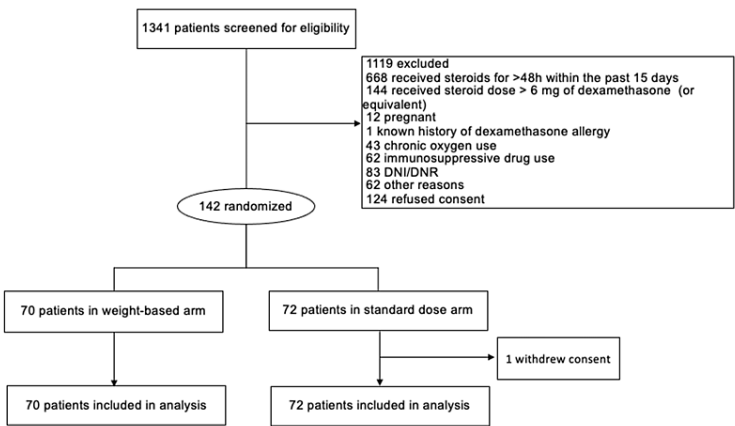 1341 patients screened for eligibility
1119 excluded
668 received steroids for >48h within the past 15 days
144 received steroid dose > 6 mg of dexamethasone (or
equivalent)
12 pregnant
1 known history of dexamethasone allergy
43 chronic oxygen use
62 immunosuppressive drug use
83 DNI/DNR
62 other reasons
124 refused consent
142 randomized
70 patients in weight-based arm
72 patients in standard dose arm
1 withdrew consent
70 patients included in analysis
72 patients included in analysis